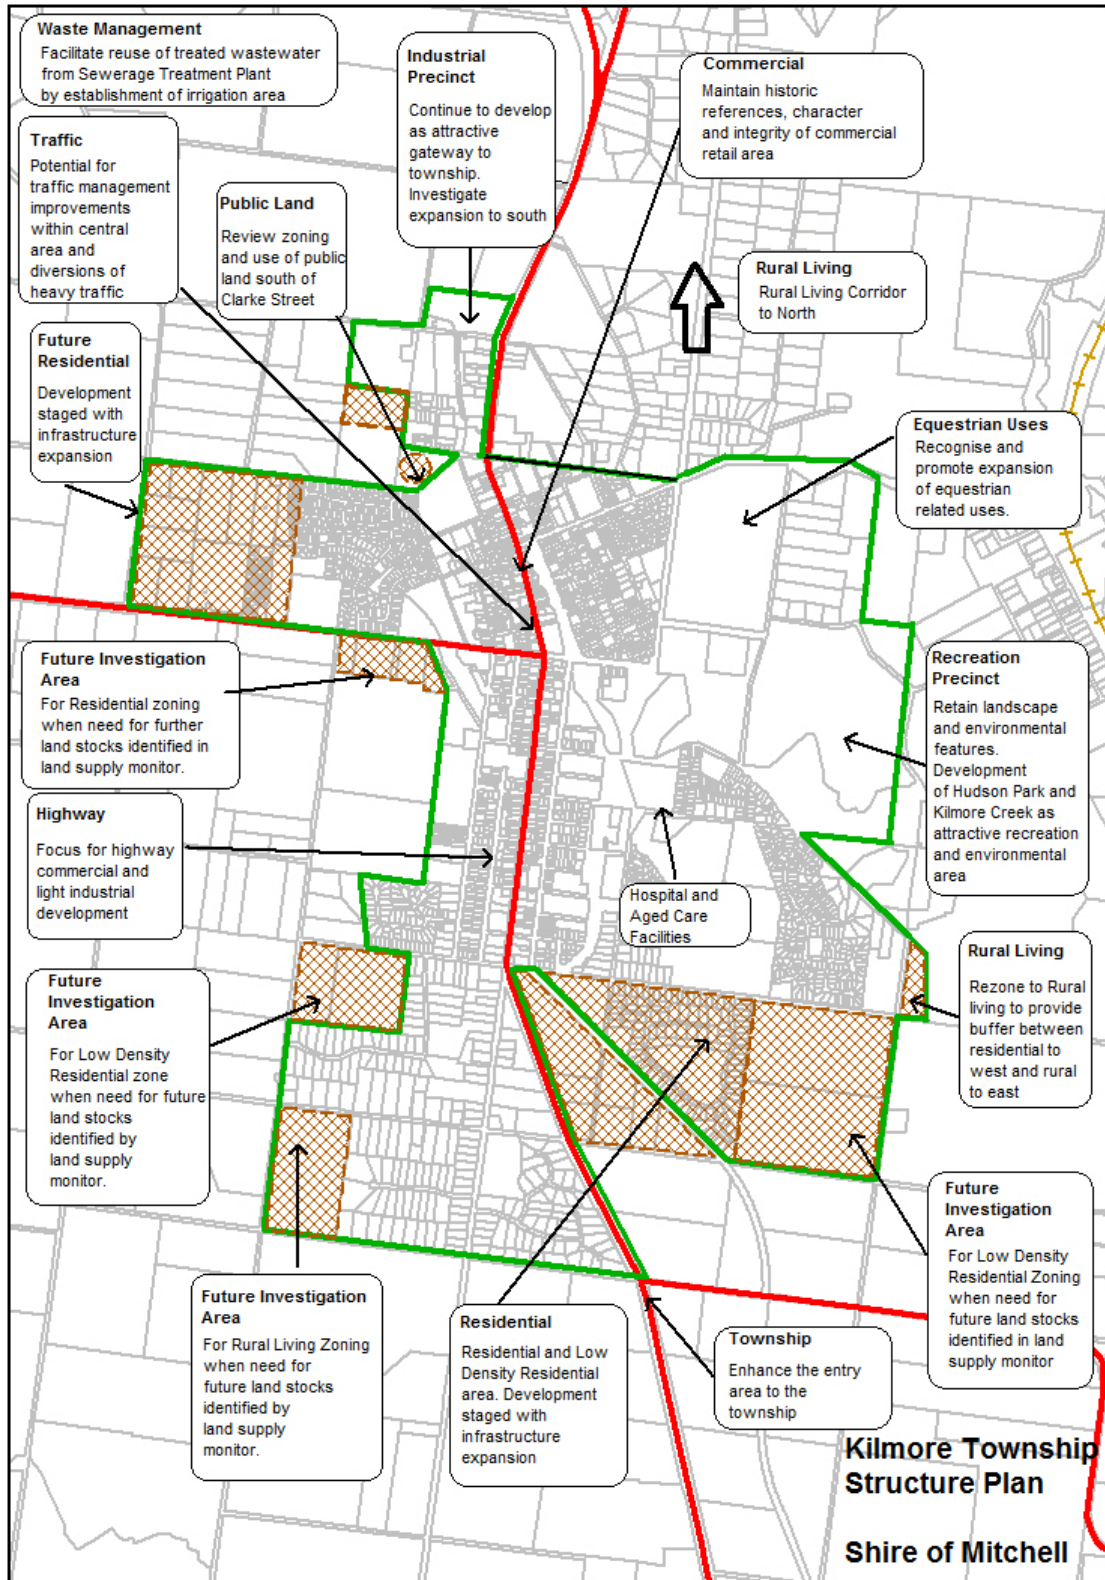 Waste Management
Facilitate reuse of treated wastewater
from Sewerage Treatment Plant
by establishment of irrigation area
Industrial
Precinct
Continue to develop
as attractive
gateway to
township.
Investigate
expansion to south
Commercial
Maintain historic
references, character
and integrity of commercial
retail area
Traffic
Potential for
traffic management
improvements
within central
area and
diversions of
heavy traffic
Public Land
Review zoning
and use of public
land south of
Clarke Street
Rural Living
Rural Living Corridor
to North
Future
Residential
Development
staged with
infrastructure
expansion
Equestrian Uses
Recognise and
promote expansion
of equestrian
related uses.
Future Investigation
Area
For Residential zoning
when need for further
land stocks identified in
land supply monitor.
Recreation
Precinct
Retain landscape
and environmental
features.
Development
of Hudson Park and
Kilmore Creek as
attractive recreation
and environmental
area
Highway
Focus for highway
commercial and
light industrial
development
Hospital and
Aged Care
Facilities
Rural Living
Rezone to Rural
living to provide
buffer between
residential to
west and rural
to east
Future
Investigation
Area
For Low Density
Residential zone
when need for future
land stocks
identified by
land supply
monitor.
Future
Investigation
Area
For Low Density
Residential Zoning
when need for
future land stocks
identified in land
supply monitor
Future Investigation
Area
For Rural Living Zoning
when need for
future land stocks
identified by
land supply
monitor.
Residential
Residential and Low
Density Residential
area. Development
staged with
infrastructure
expansion
Township
Enhance the entry
area to the
township
Kilmore Township
Structure Plan
Shire of Mitchell